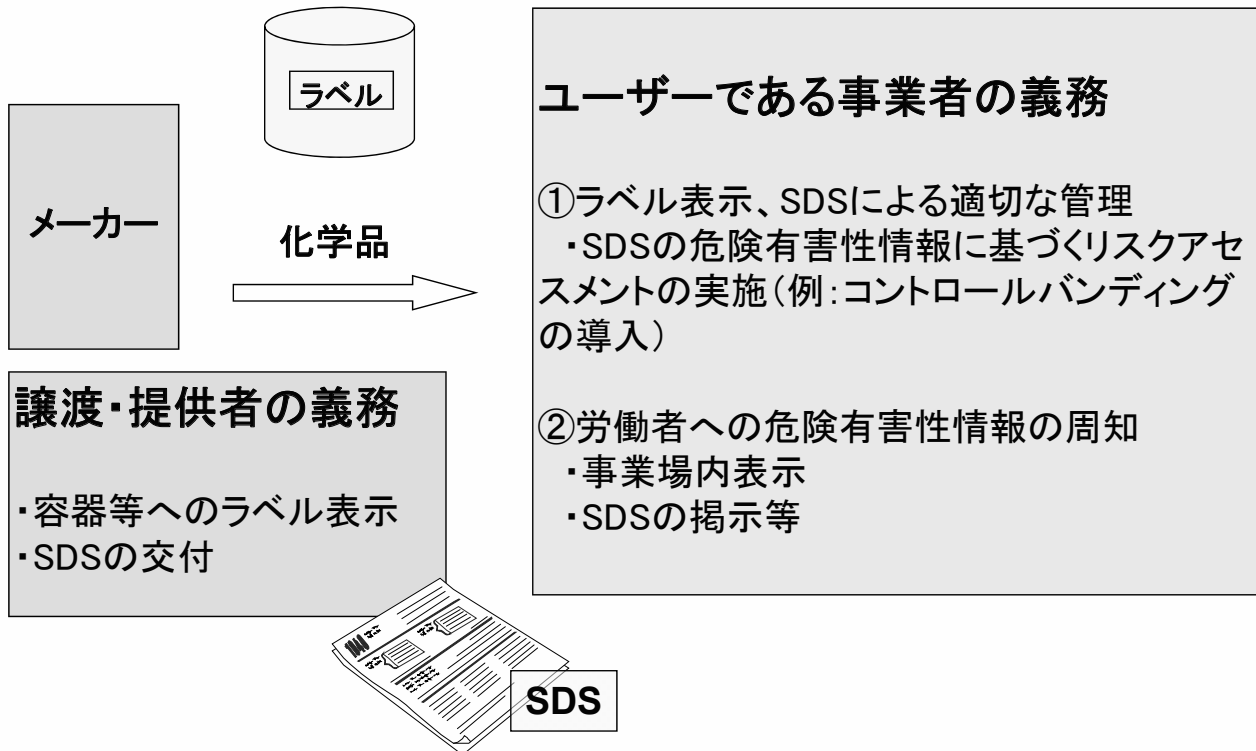 ラベル
メーカー
化学品
譲渡・提供者の義務
・容器等へのラベル表示
・SDSの交付
SDS
ユーザーである事業者の義務
①ラベル表示、SDSによる適切な管理
・SDSの危険有害性情報に基づくリスクアセ
スメントの実施(例:コントロールバンディング
の導入)
②労働者への危険有害性情報の周知
・事業場内表示
・SDSの掲示等